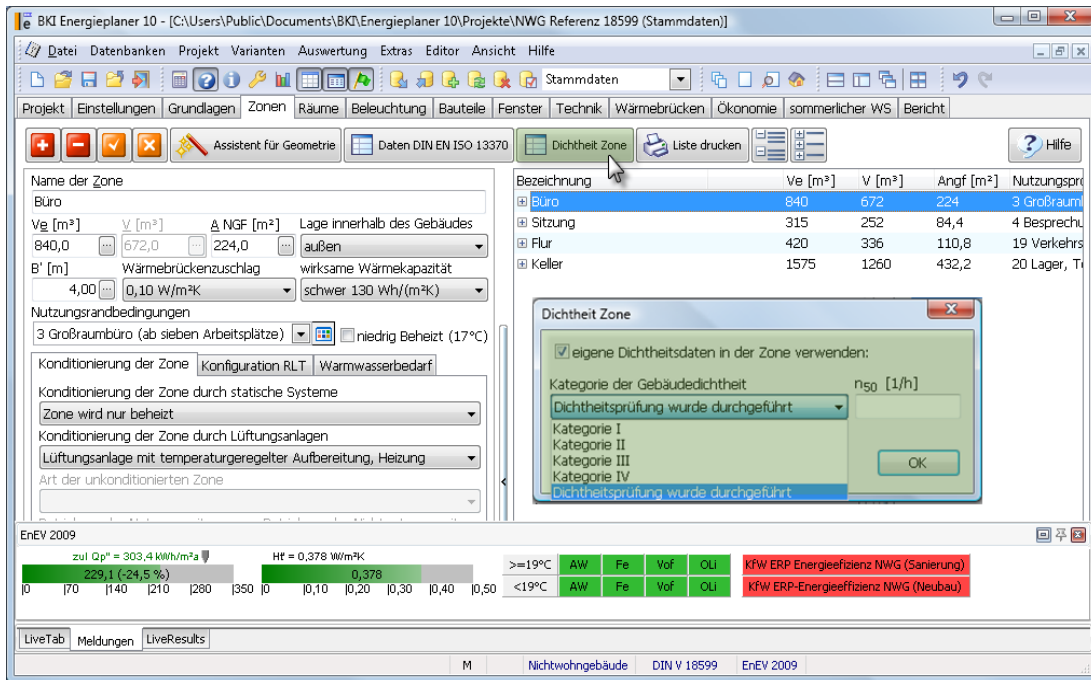 BKI Energieplaner 10 - [C:\Users\Public\Documents\BKI\Energieplaner 10\Projekte\NWG Referenz 18599 (Stammdaten)]
Datei Datenbanken Projekt Varianten Auswertung Extras Editor Ansicht Hilfe
Stammdaten
Projekt Einstellungen Grundlagen Zonen Räume Beleuchtung Bauteile Fenster Technik Wärmebrücken Ökonomie sommerlicher WS Bericht
Assistent für Geometrie Daten DIN EN ISO 13370 Dichtheit Zone Liste drucken Hilfe
Name der Zone
Büro
Ve [m³] V [m³] A NGF [m²] Lage innerhalb des Gebäudes
840,0 ... 672,0 ... 224,0 ... außen
B' [m] Wärmebrückenzuschlag wirksame Wärmekapazität
4,00 ... 0,10 W/m²K schwer 130 Wh/(m²K)
Nutzungsrandbedingungen
3 Großraumbüro (ab sieben Arbeitsplätze) niedrig Beheizt (17°C)
Konditionierung der Zone Konfiguration RLT Warmwasserbedarf
Konditionierung der Zone durch statische Systeme
Zone wird nur beheizt
Konditionierung der Zone durch Lüftungsanlagen
Lüftungsanlage mit temperaturgeregelter Aufbereitung, Heizung
Art der unkonditionierten Zone
Bezeichnung Ve [m³] V [m³] Angf [m²] Nutzungspro
Büro 840 672 224 3 Großrauml
Sitzung 315 252 84,4 4 Besprechu
Flur 420 336 110,8 19 Verkehrs
Keller 1575 1260 432,2 20 Lager, Te
Dichtheit Zone
eigene Dichtheitsdaten in der Zone verwenden:
Kategorie der Gebäudedichtheit n50 [1/h]
Dichtheitsprüfung wurde durchgeführt
Kategorie I
Kategorie II
Kategorie III
Kategorie IV
Dichtheitsprüfung wurde durchgeführt
OK
EnEV 2009
zul Qp" = 303,4 kWh/m²a Ht' = 0,378 W/m²K
229,1 (-24,5 %) 0,378
|0 |70 |140 |210 |280 |350 |0 |0,10 |0,20 |0,30 |0,40 |0,50
>=19°C AW Fe Vof OLi KfW ERP Energieefizienz NWG (Sanierung)
<19°C AW Fe Vof OLi KfW ERP-Energieeffizienz NWG (Neubau)
LiveTab Meldungen LiveResults
M Nichtwohngebäude DIN V 18599 EnEV 2009